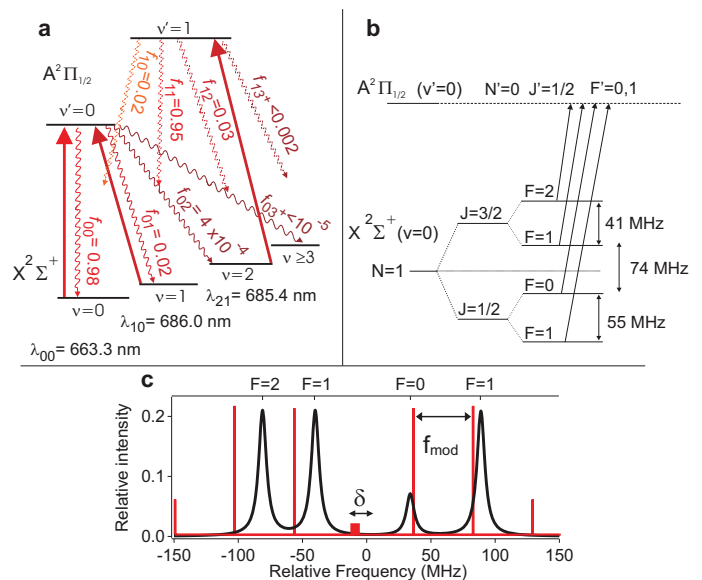 a
ν'=1
A²Π₁/₂
ν'=0
f₁₀=0.02
f₁₁=0.95
f₁₂=0.03
f₁₃₊<0.002
f₀₀=0.98
f₀₁=0.02
f₀₂= 4 x10⁻⁴
f₀₃₊<10⁻⁵
X²Σ⁺
ν=0
ν=1
ν=2
ν≥3
λ₂₁= 685.4 nm
λ₁₀= 686.0 nm
λ₀₀= 663.3 nm
b
A²Π₁/₂ (v'=0) N'=0 J'=1/2 F'=0,1
F=2
J=3/2
41 MHz
X²Σ⁺(v=0)
F=1
N=1
74 MHz
F=0
J=1/2
55 MHz
F=1
c
F=2 F=1 F=0 F=1
Relative intensity
0.2
0.1
0.0
f_mod
δ
-150 -100 -50 0 50 100 150
Relative Frequency (MHz)